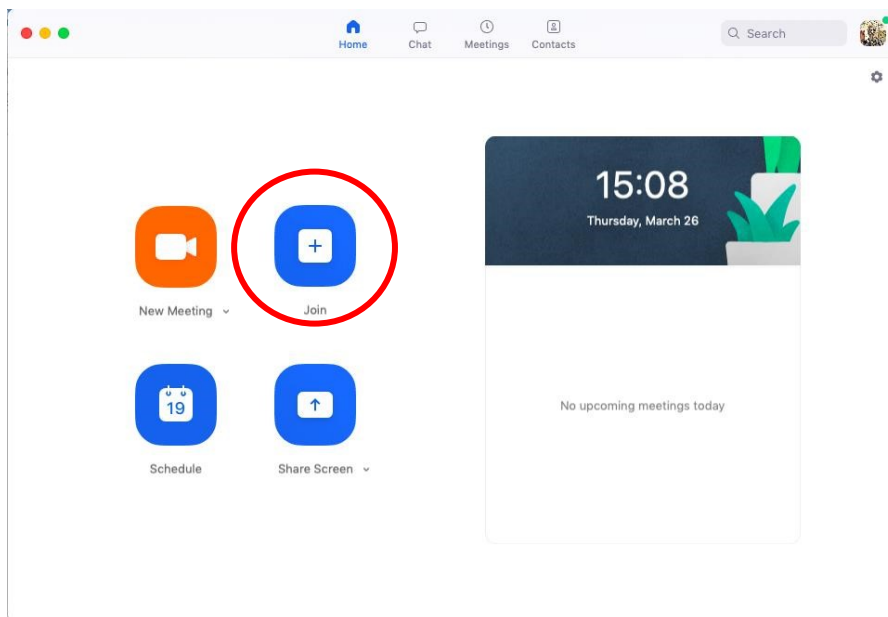 Home
Chat
Meetings
Contacts
Search
15:08
Thursday, March 26
New Meeting
Join
19
Schedule
Share Screen
No upcoming meetings today